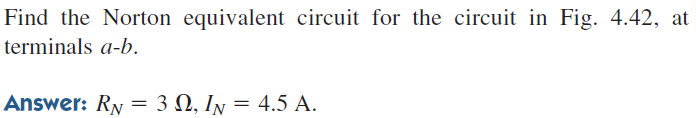 Find the Norton equivalent circuit for the circuit in Fig. 4.42, at
terminals a-b.
Answer: R_N = 3 Ω, I_N = 4.5 A.